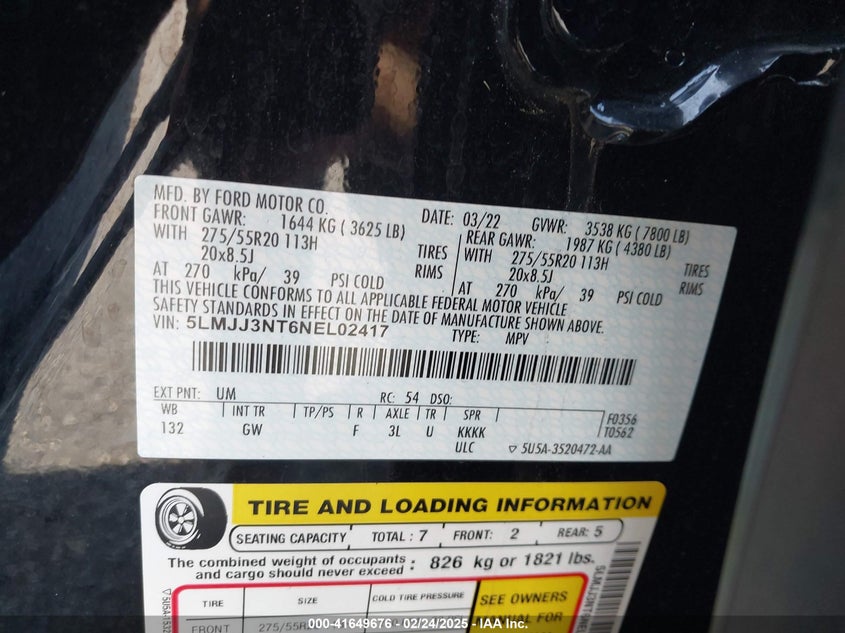 MFD. BY FORD MOTOR CO.
DATE: 03/22 GVWR: 3538 KG ( 7800 LB)
FRONT GAWR: 1644 KG ( 3625 LB)
WITH 275/55R20 113H TIRES
20x8.5J RIMS
AT 270 kPa/ 39 PSI COLD
REAR GAWR: 1987 KG ( 4380 LB)
WITH 275/55R20 113H TIRES
20x8.5J RIMS
AT 270 kPa/ 39 PSI COLD
THIS VEHICLE CONFORMS TO ALL APPLICABLE FEDERAL MOTOR VEHICLE
SAFETY STANDARDS IN EFFECT ON THE DATE OF MANUFACTURE SHOWN ABOVE.
VIN: 5LMJJ3NT6NEL02417
TYPE: MPV
EXT PNT: UM RC: 54 DSO:
WB INT TR TP/PS R AXLE TR SPR
132 GW F 3L U KKKK
ULC
F0356
T0562
▽ 5U5A-3520472-AA
TIRE AND LOADING INFORMATION
SEATING CAPACITY TOTAL : 7 FRONT: 2 REAR: 5
The combined weight of occupants and cargo should never exceed : 826 kg or 1821 lbs.
TIRE SIZE COLD TIRE PRESSURE
SEE OWNERS
MANUAL FOR
FRONT 275/55R
000-41649676 - 02/24/2025 - IAA Inc.